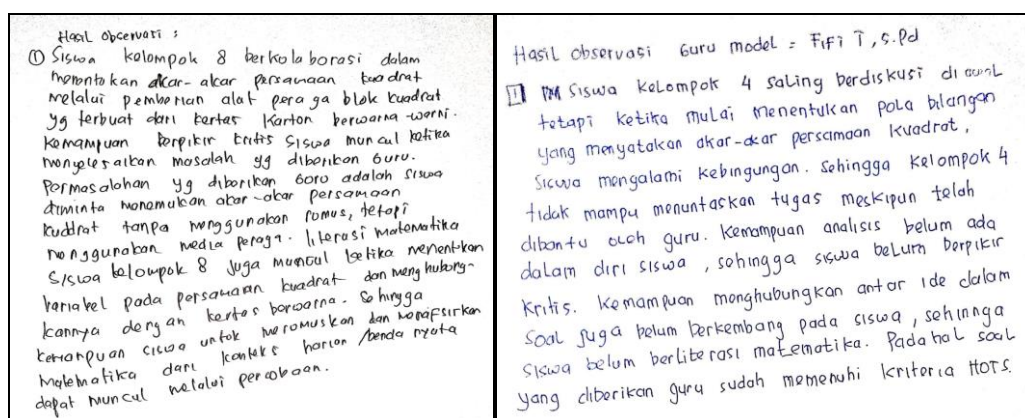 Hasil observasi :
① Siswa kelompok 8 berkolaborasi dalam
menentukan akar-akar persamaan kuadrat
melalui pemberian alat peraga blok kuadrat
yg terbuat dari kertas karton berwarna-warni.
Kemampuan berpikir kritis siswa muncul ketika
menyelesaikan masalah yg diberikan Guru.
Permasalahan yg diberikan Guru adalah siswa
diminta menemukan akar-akar persamaan
kuadrat tanpa menggunakan rumus, tetapi
menggunakan media peraga. literasi Matematika
siswa kelompok 8 juga muncul ketika menentukan
variabel pada persamaan kuadrat dan menghubung-
kannya dengan kertas berwarna. Sehingga
kemampuan siswa untuk merumuskan dan menafsirkan
matematika dari konteks harian /benda nyata
dapat muncul melalui percobaan.
Hasil observasi Guru model = Fifi T, S.Pd
1 Siswa Kelompok 4 saling berdiskusi di awal
tetapi ketika mulai menentukan pola bilangan
yang menyatakan akar-akar persamaan Kuadrat,
siswa mengalami kebingungan. Sehingga kelompok 4
tidak mampu menuntaskan tugas meskipun telah
dibantu oleh guru. Kemampuan analisis belum ada
dalam diri siswa, sehingga siswa belum berpikir
kritis. Kemampuan menghubungkan antar ide dalam
soal juga belum berkembang pada siswa, sehinnga
siswa belum berliterasi matematika. Padahal soal
yang diberikan guru sudah memenuhi kriteria HOTS.